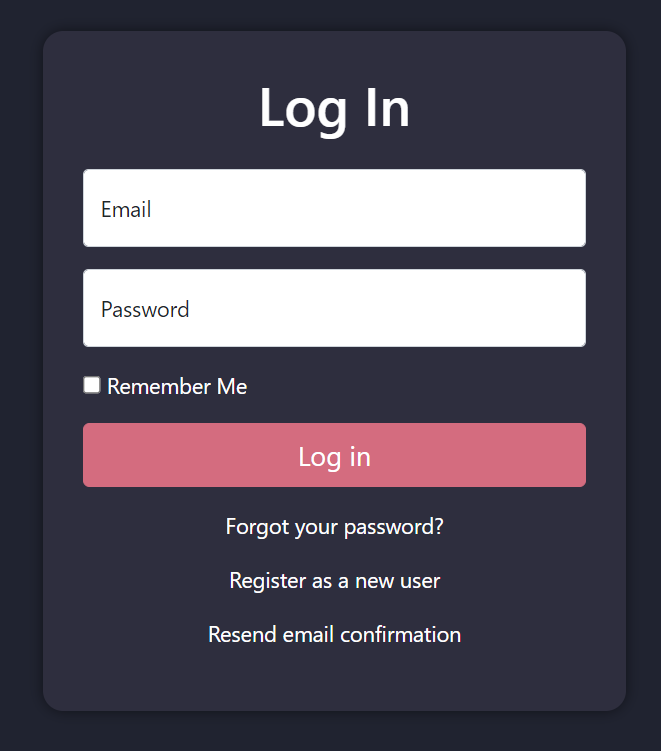 Log In
Email
Password
Remember Me
Log in
Forgot your password?
Register as a new user
Resend email confirmation